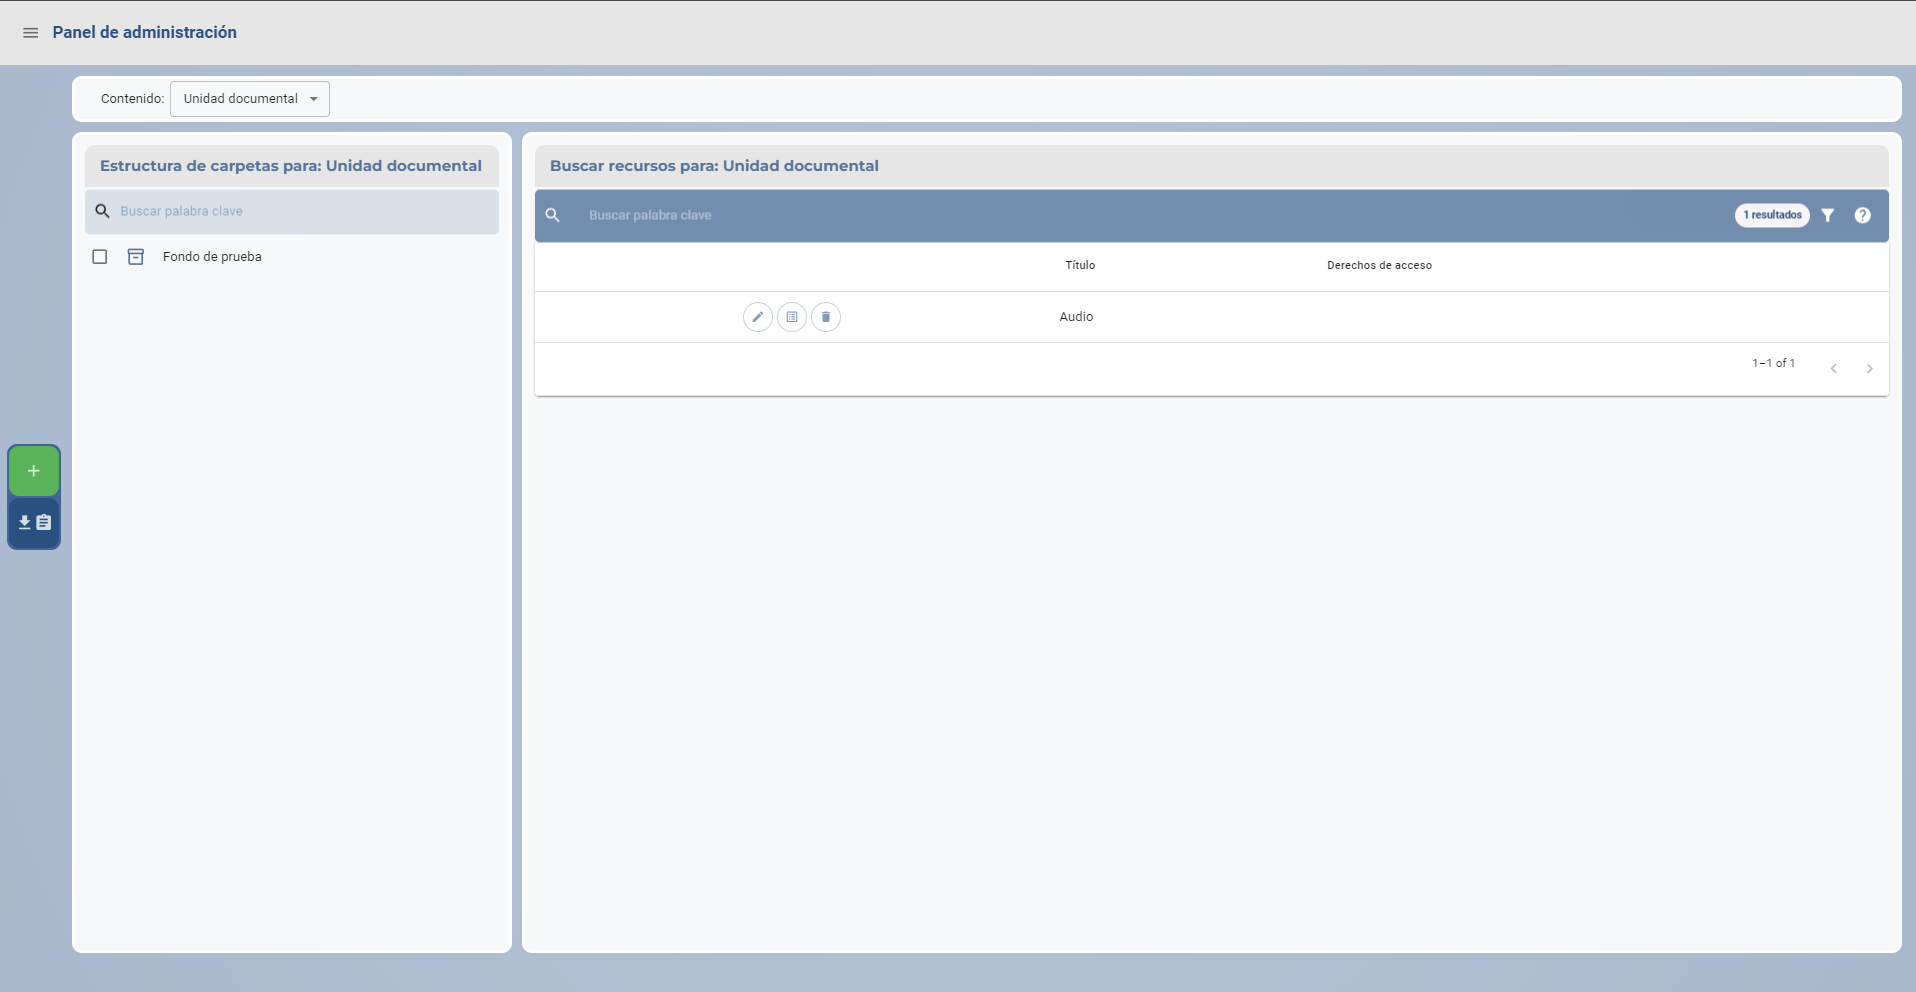 Panel de administración
Contenido: Unidad documental
Estructura de carpetas para: Unidad documental
Buscar palabra clave
Fondo de prueba
Buscar recursos para: Unidad documental
Buscar palabra clave 1 resultados
Título Derechos de acceso
Audio
1–1 of 1